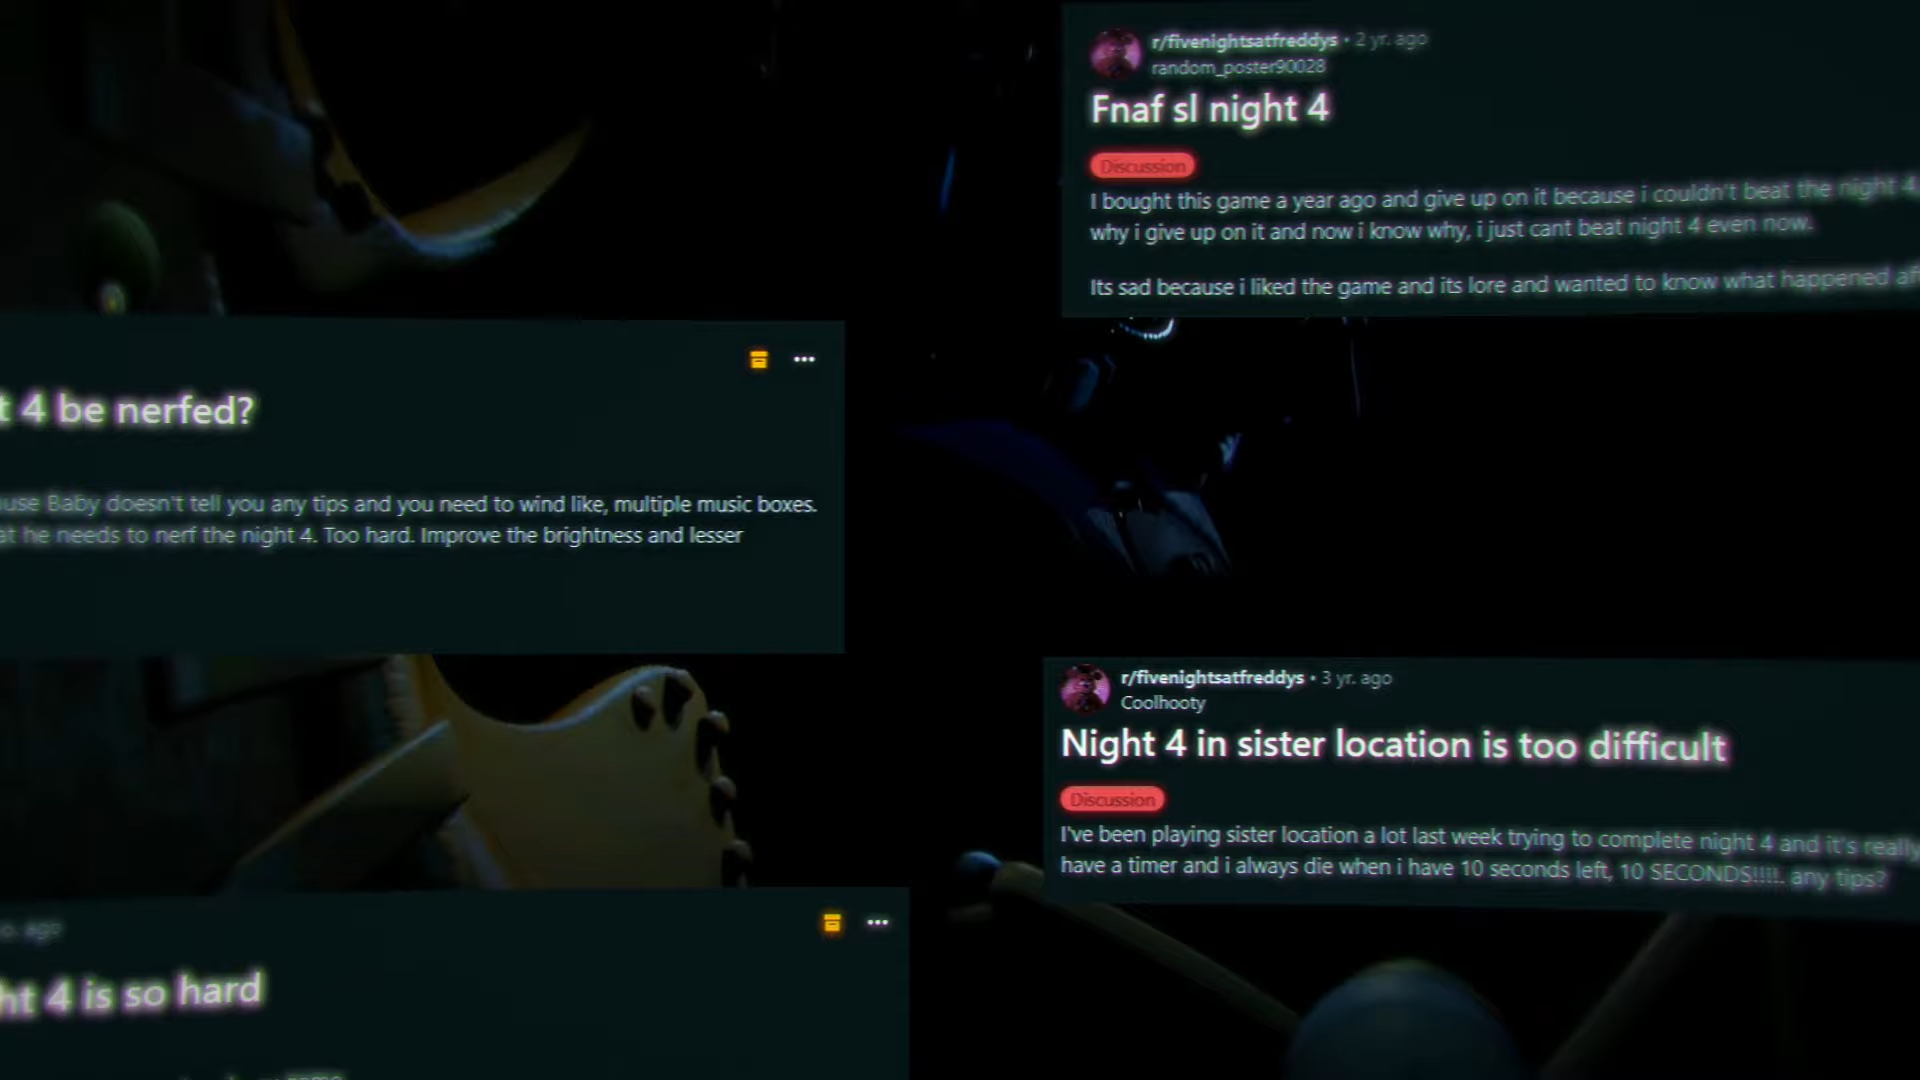 r/fivenightsatfreddys • 2 yr. ago
random_poster90028
Fnaf sl night 4
Discussion
I bought this game a year ago and give up on it because i couldn't beat the night 4.
why i give up on it and now i know why, i just cant beat night 4 even now.
Its sad because i liked the game and its lore and wanted to know what happened
4 be nerfed?
Baby doesn't tell you any tips and you need to wind like, multiple music boxes.
he needs to nerf the night 4. Too hard. Improve the brightness and lesser
r/fivenightsatfreddys • 3 yr. ago
Coolhooty
Night 4 in sister location is too difficult
Discussion
I've been playing sister location a lot last week trying to complete night 4 and it's really
have a timer and i always die when i have 10 seconds left, 10 SECONDS!!!!. any tips?
ago
4 is so hard